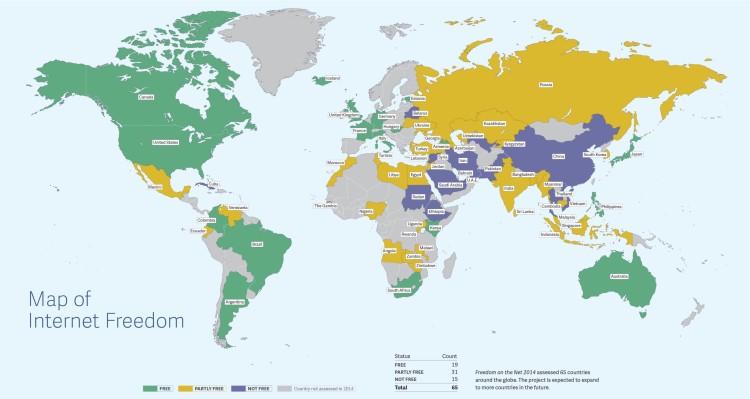 Iceland
Canada
Estonia
Russia
United Kingdom
Germany
Belarus
Ukraine
Kazakhstan
France
Hungary
Italy
Georgia
Uzbekistan
Kyrgyzstan
United States
Turkey
Armenia
Azerbaijan
Japan
South Korea
China
Tunisia
Lebanon
Syria
Iran
Morocco
Jordan
Pakistan
Libya
Egypt
Bahrain
Bangladesh
Mexico
Cuba
Saudi Arabia
U.A.E.
India
Myanmar
Thailand
Sudan
Vietnam
Philippines
The Gambia
Nigeria
Ethiopia
Sri Lanka
Cambodia
Venezuela
Malaysia
Colombia
Uganda
Kenya
Singapore
Ecuador
Rwanda
Indonesia
Brazil
Angola
Malawi
Zambia
Zimbabwe
Australia
South Africa
Argentina
Map of
Internet Freedom
Status Count
FREE 19
PARTLY FREE 31
NOT FREE 15
Total 65
Freedom on the Net 2014 assessed 65 countries
around the globe. The project is expected to expand
to more countries in the future.
FREE PARTLY FREE NOT FREE Country not assessed in 2014